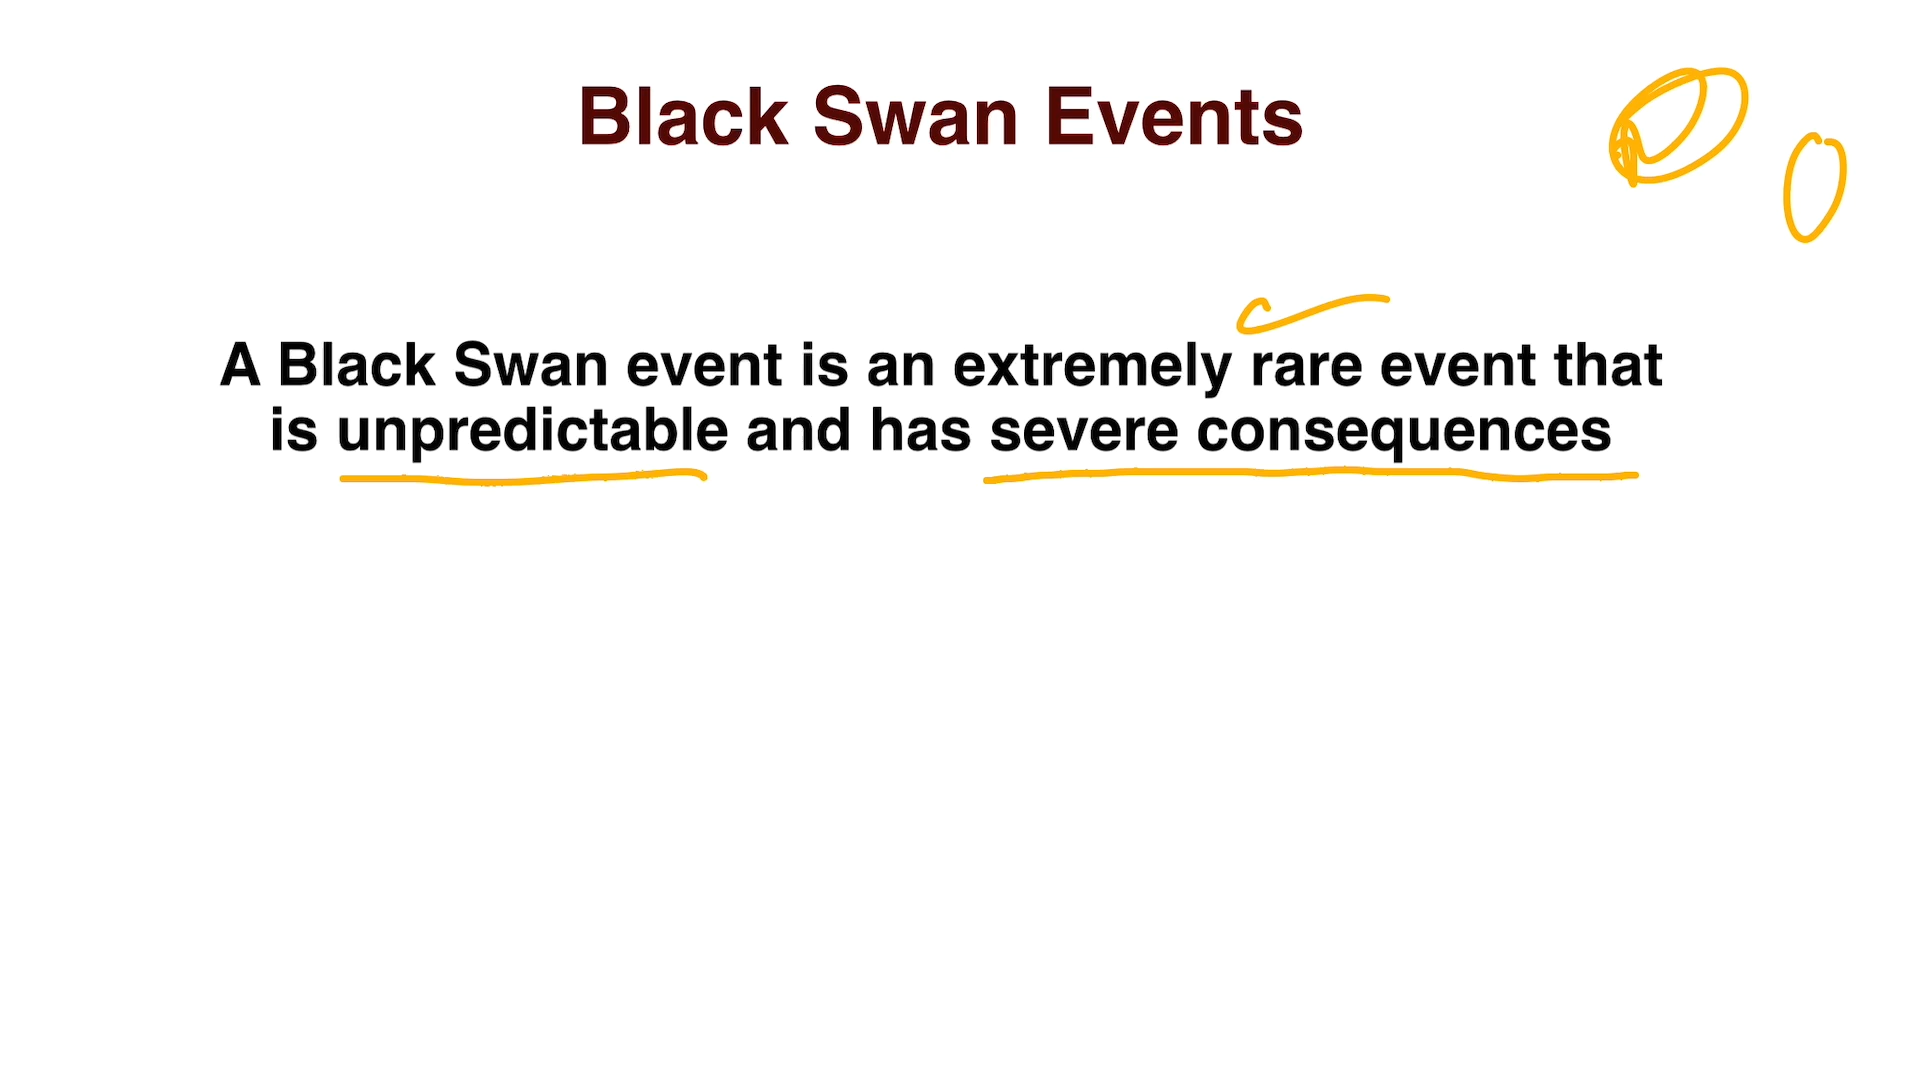 Black Swan Events
A Black Swan event is an extremely rare event that
is unpredictable and has severe consequences